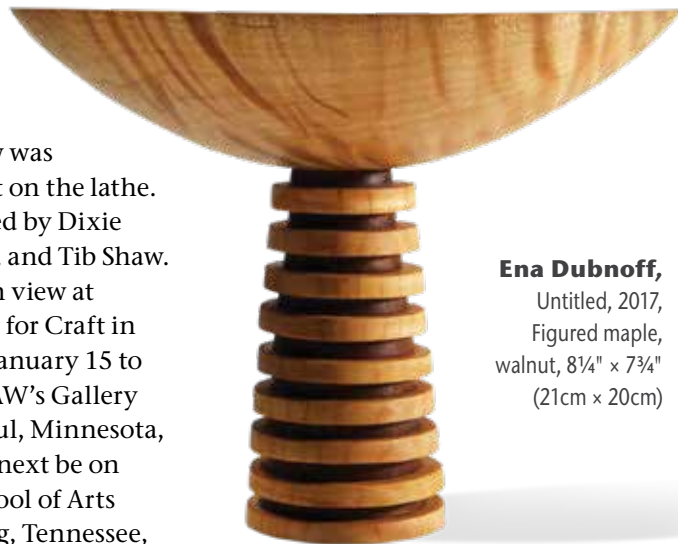 was
on the lathe.
ed by Dixie
and Tib Shaw.
n view at
for Craft in
anuary 15 to
AW's Gallery
ul, Minnesota,
next be on
ool of Arts
g, Tennessee,
Ena Dubnoff,
Untitled, 2017,
Figured maple,
walnut, 8¼" × 7¾"
(21cm × 20cm)